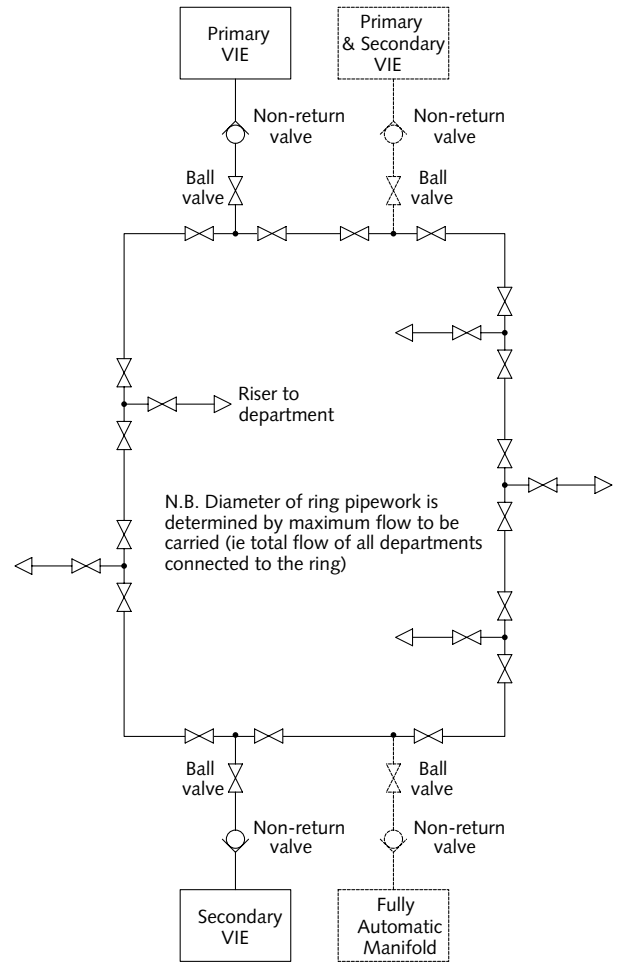 Primary
VIE
Primary
& Secondary
VIE
Non-return
valve
Non-return
valve
Ball
valve
Ball
valve
Riser to
department
N.B. Diameter of ring pipework is
determined by maximum flow to be
carried (ie total flow of all departments
connected to the ring)
Ball
valve
Ball
valve
Non-return
valve
Non-return
valve
Secondary
VIE
Fully
Automatic
Manifold